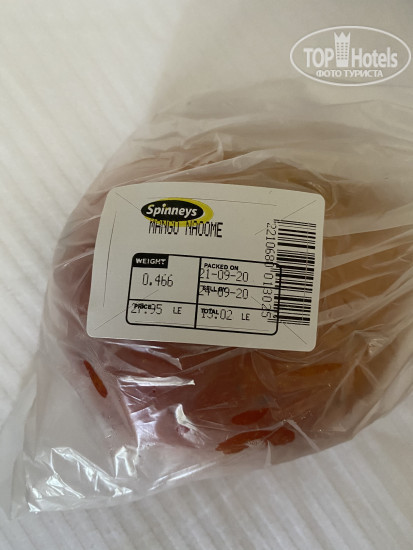 TOP Hotels
ФОТО ТУРИСТА
Spinneys
MANGO NAOOME
WEIGHT
0.466
PACKED ON
21-09-20
SELL BY
24-09-20
PRICE
27.95 LE
TOTAL
13.02 LE
2210680013025